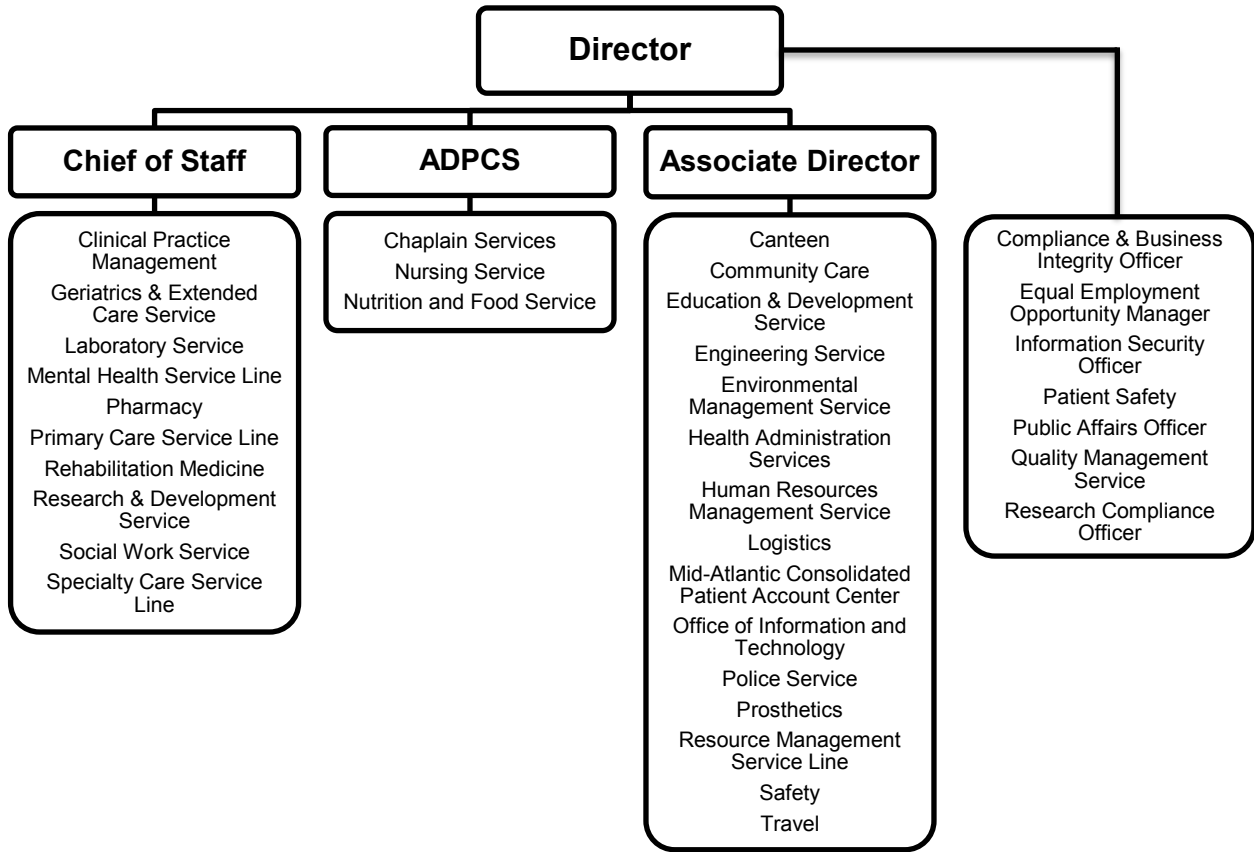 Director
Chief of Staff
ADPCS
Associate Director
Clinical Practice
Management
Geriatrics & Extended
Care Service
Laboratory Service
Mental Health Service Line
Pharmacy
Primary Care Service Line
Rehabilitation Medicine
Research & Development
Service
Social Work Service
Specialty Care Service
Line
Chaplain Services
Nursing Service
Nutrition and Food Service
Canteen
Community Care
Education & Development
Service
Engineering Service
Environmental
Management Service
Health Administration
Services
Human Resources
Management Service
Logistics
Mid-Atlantic Consolidated
Patient Account Center
Office of Information and
Technology
Police Service
Prosthetics
Resource Management
Service Line
Safety
Travel
Compliance & Business
Integrity Officer
Equal Employment
Opportunity Manager
Information Security
Officer
Patient Safety
Public Affairs Officer
Quality Management
Service
Research Compliance
Officer